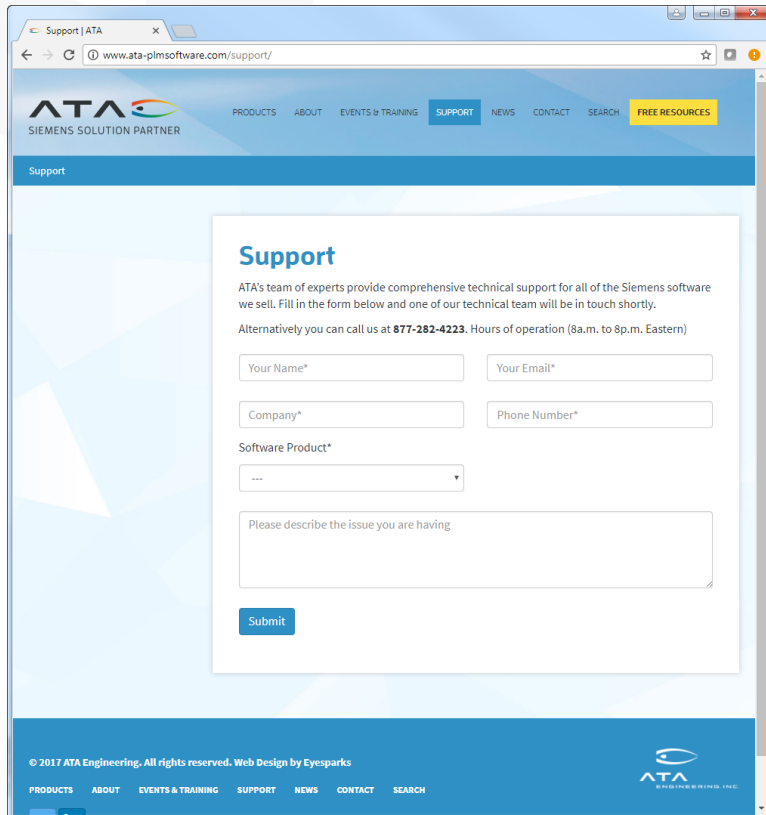 Support | ATA
www.ata-plmsoftware.com/support/
ATA
SIEMENS SOLUTION PARTNER
PRODUCTS ABOUT EVENTS & TRAINING SUPPORT NEWS CONTACT SEARCH FREE RESOURCES
Support
Support
ATA's team of experts provide comprehensive technical support for all of the Siemens software
we sell. Fill in the form below and one of our technical team will be in touch shortly.
Alternatively you can call us at 877-282-4223. Hours of operation (8a.m. to 8p.m. Eastern)
Your Name* Your Email*
Company* Phone Number*
Software Product*
---
Please describe the issue you are having
Submit
© 2017 ATA Engineering. All rights reserved. Web Design by Eyesparks
ATA
ENGINEERING, INC
PRODUCTS ABOUT EVENTS & TRAINING SUPPORT NEWS CONTACT SEARCH